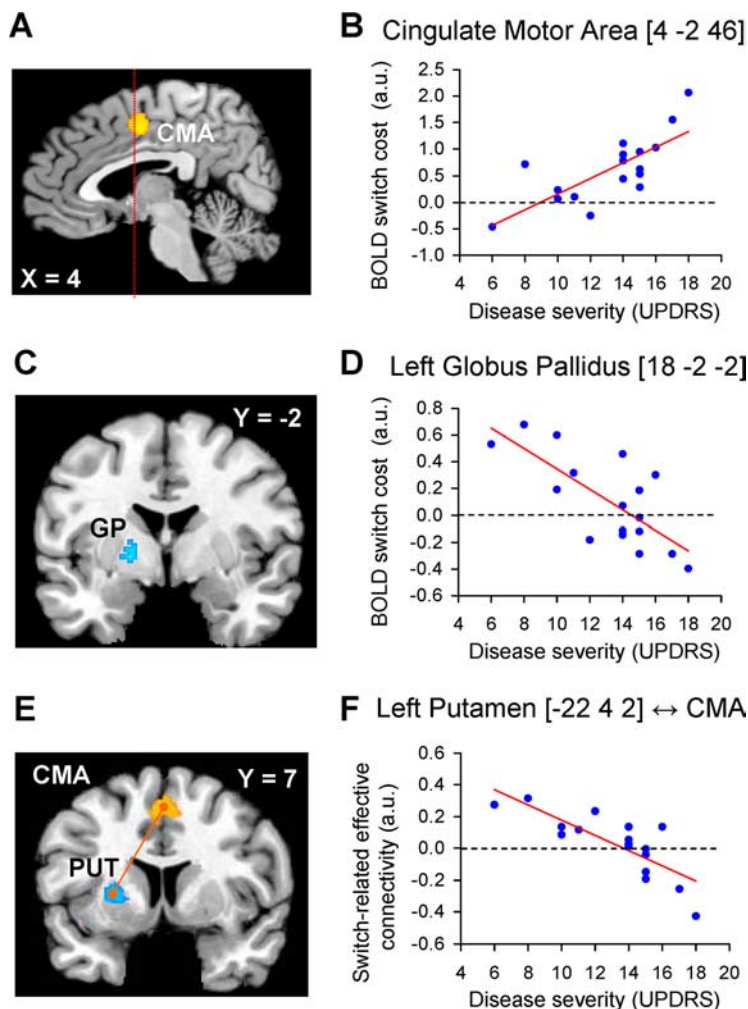 A
CMA
X = 4
B Cingulate Motor Area [4 -2 46]
BOLD switch cost (a.u.)
2.5
2.0
1.5
1.0
0.5
0.0
-0.5
-1.0
4 6 8 10 12 14 16 18 20
Disease severity (UPDRS)
C
Y = -2
GP
D Left Globus Pallidus [18 -2 -2]
BOLD switch cost (a.u.)
0.8
0.6
0.4
0.2
0.0
-0.2
-0.4
-0.6
4 6 8 10 12 14 16 18 20
Disease severity (UPDRS)
E
CMA
Y = 7
PUT
F Left Putamen [-22 4 2] ↔ CMA
Switch-related effective
connectivity (a.u.)
0.6
0.4
0.2
0.0
-0.2
-0.4
-0.6
4 6 8 10 12 14 16 18 20
Disease severity (UPDRS)